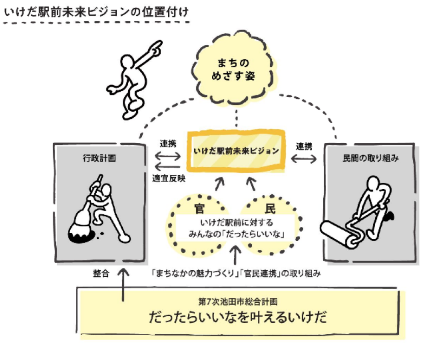 いけだ駅前未来ビジョンの位置付け
まちの
めざす姿
行政計画
連携
適宜反映
いけだ駅前未来ビジョン
連携
民間の取り組み
官
民
いけだ駅前に対する
みんなの「だったらいいな」
整合
「まちなかの魅力づくり」「官民連携」の取り組み
第7次池田市総合計画
だったらいいなを叶えるいけだ